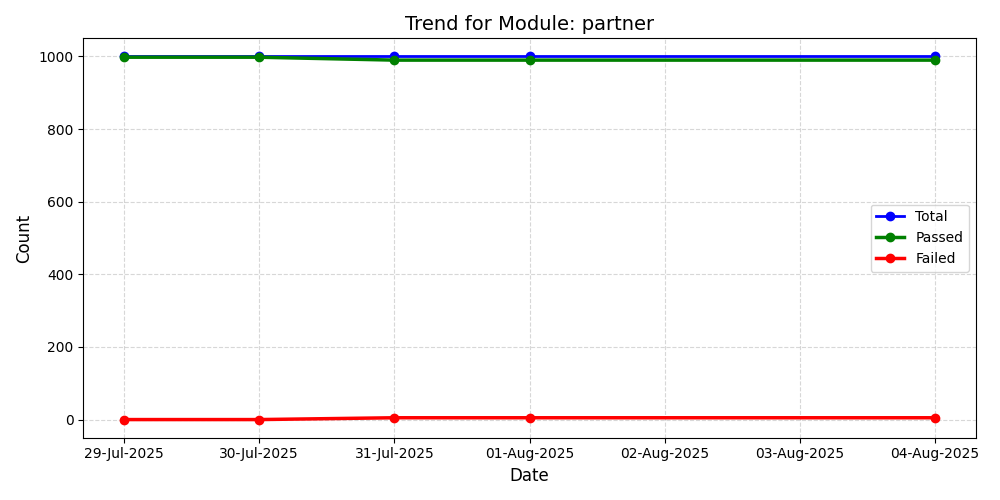 Trend for Module: partner
1000
800
600
400
200
0
Count
Total
Passed
Failed
29-Jul-2025
30-Jul-2025
31-Jul-2025
01-Aug-2025
02-Aug-2025
03-Aug-2025
04-Aug-2025
Date